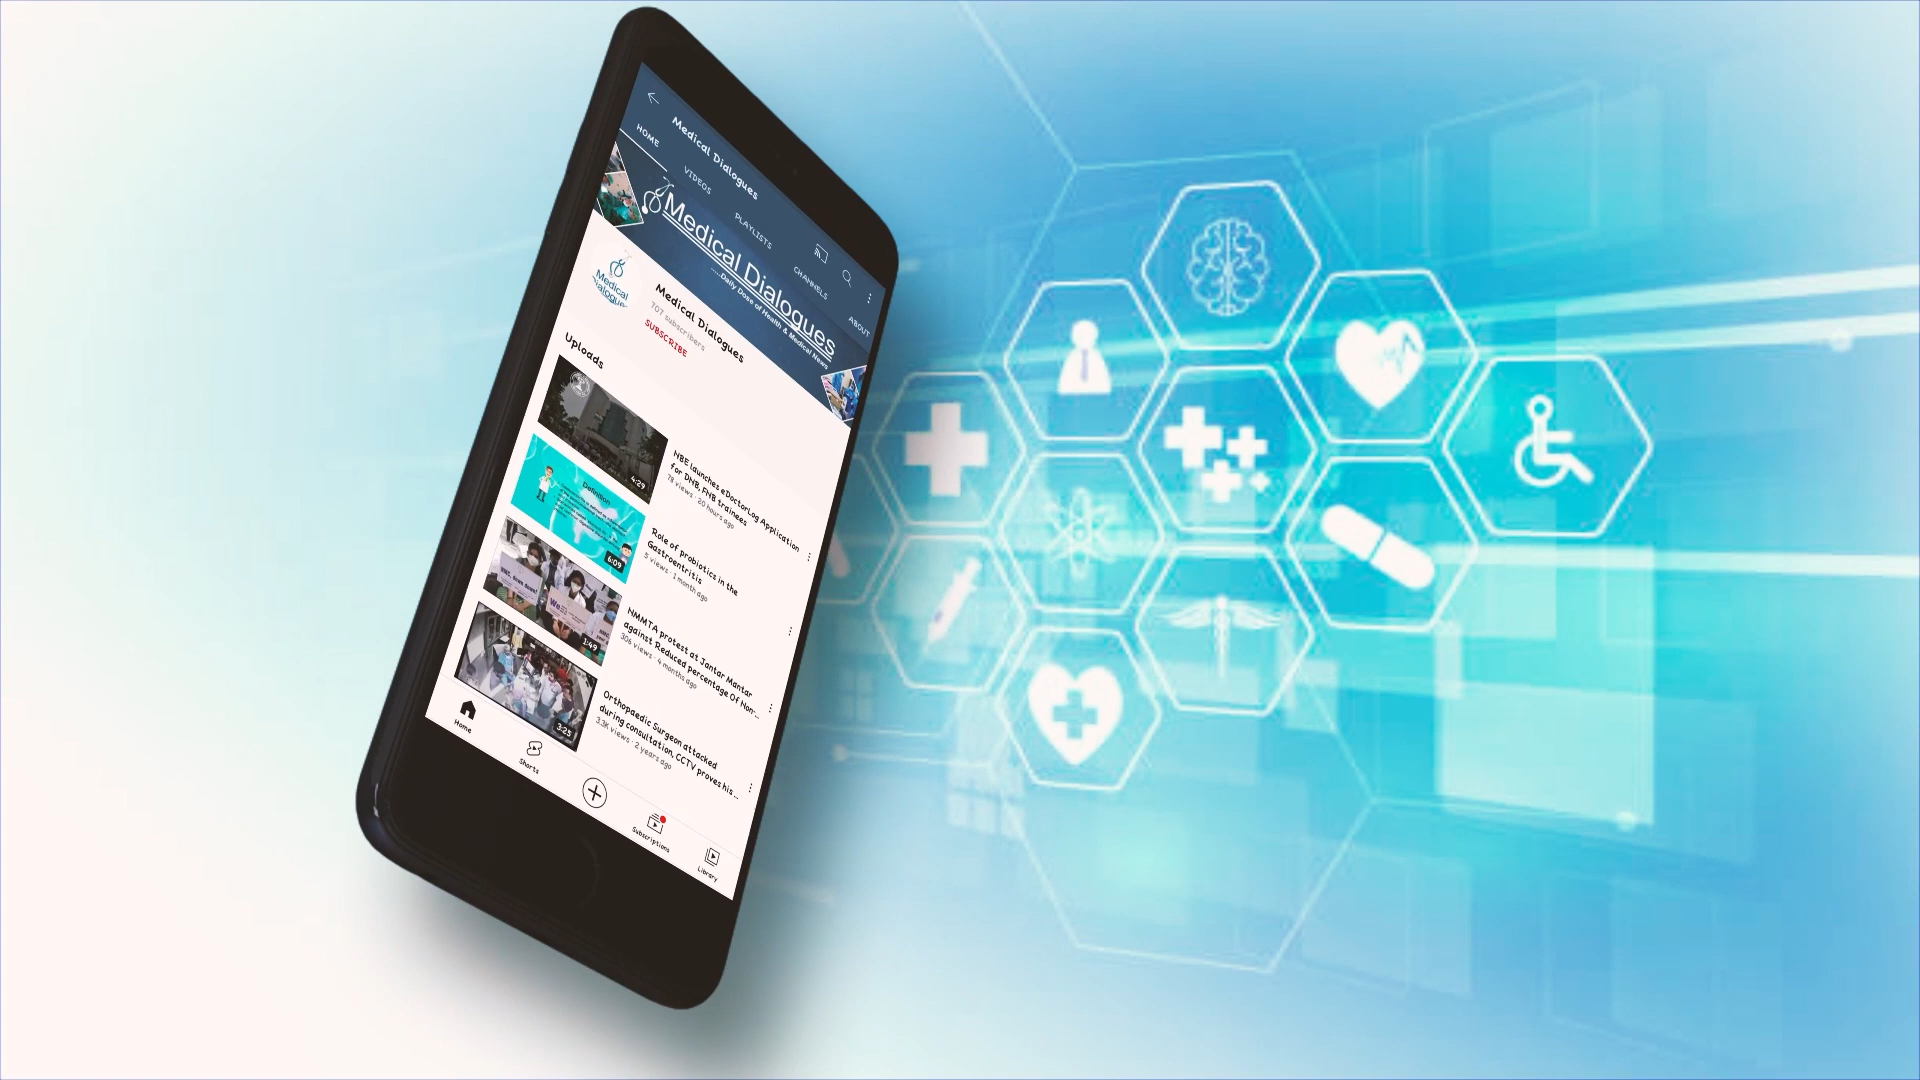 Medical Dialogues
HOME
VIDEOS
PLAYLISTS
CHANNELS
ABOUT
Medical Dialogues
.....Daily Dose of Health & Medical News
Medical
Dialogues
Medical Dialogues
707 subscribers
SUBSCRIBE
Uploads
4:29
NBE launches eDoctorLog Application
for DNB, FNB trainees
78 views · 20 hours ago
Definition
6:09
Role of probiotics in the
Gastroentritis
5 views · 1 month ago
1:49
NMMTA protest at Jantar Mantar
against Reduced percentage Of Non-...
306 views · 4 months ago
3:25
Orthopaedic Surgeon attacked
during consultation, CCTV proves his ...
3.3K views · 2 years ago
Home
Shorts
Subscriptions
Library